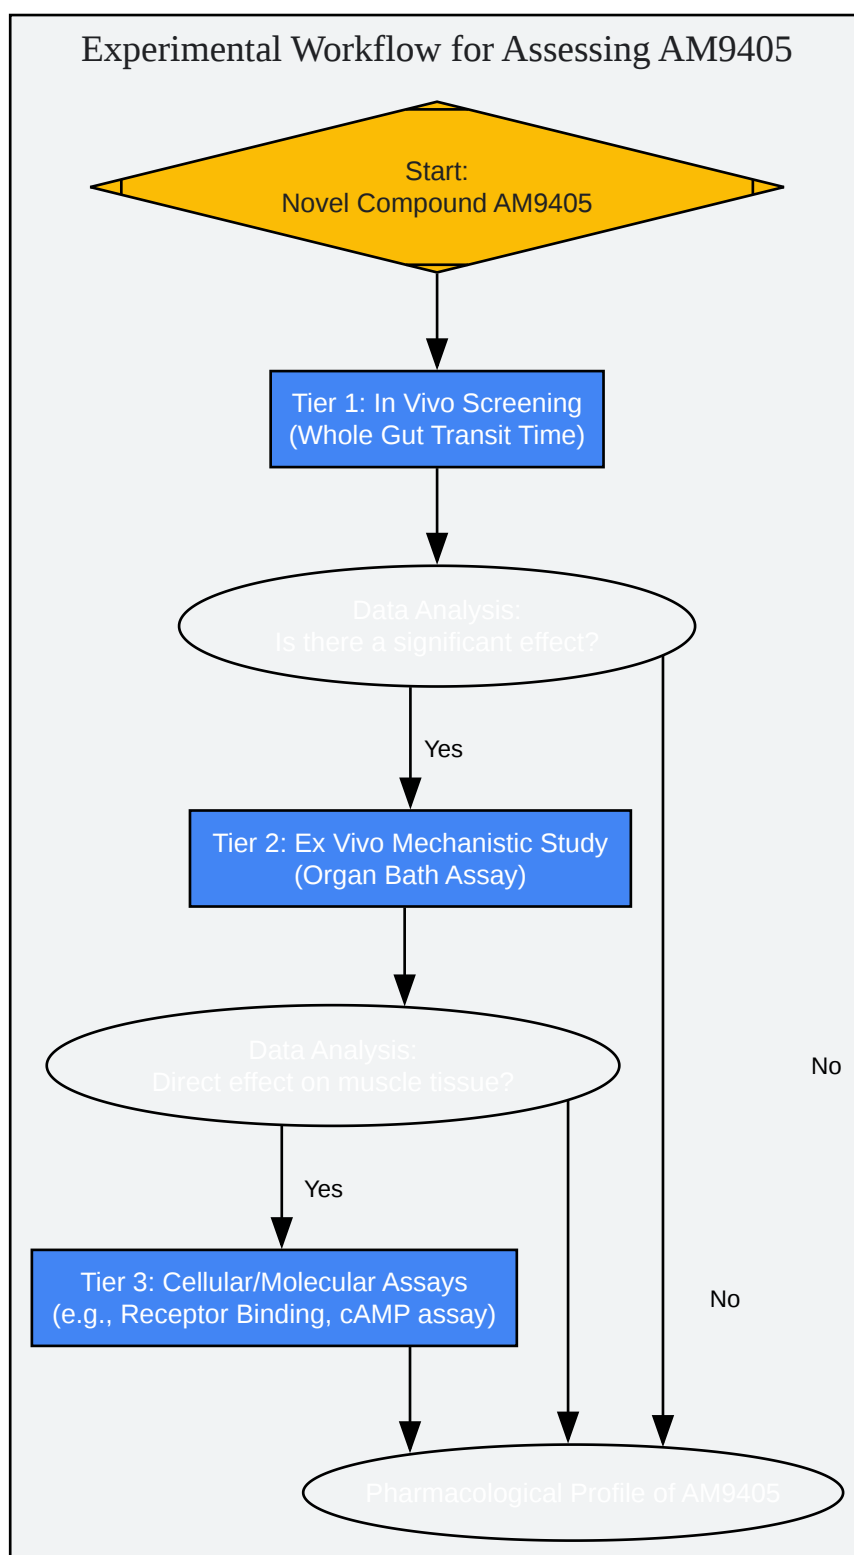 Experimental Workflow for Assessing AM9405
Start:
Novel Compound AM9405
Tier 1: In Vivo Screening
(Whole Gut Transit Time)
Data Analysis:
Is there a significant effect?
Yes
Tier 2: Ex Vivo Mechanistic Study
(Organ Bath Assay)
Data Analysis:
Direct effect on muscle tissue?
No
Yes
Tier 3: Cellular/Molecular Assays
(e.g., Receptor Binding, cAMP assay)
No
Pharmacological Profile of AM9405